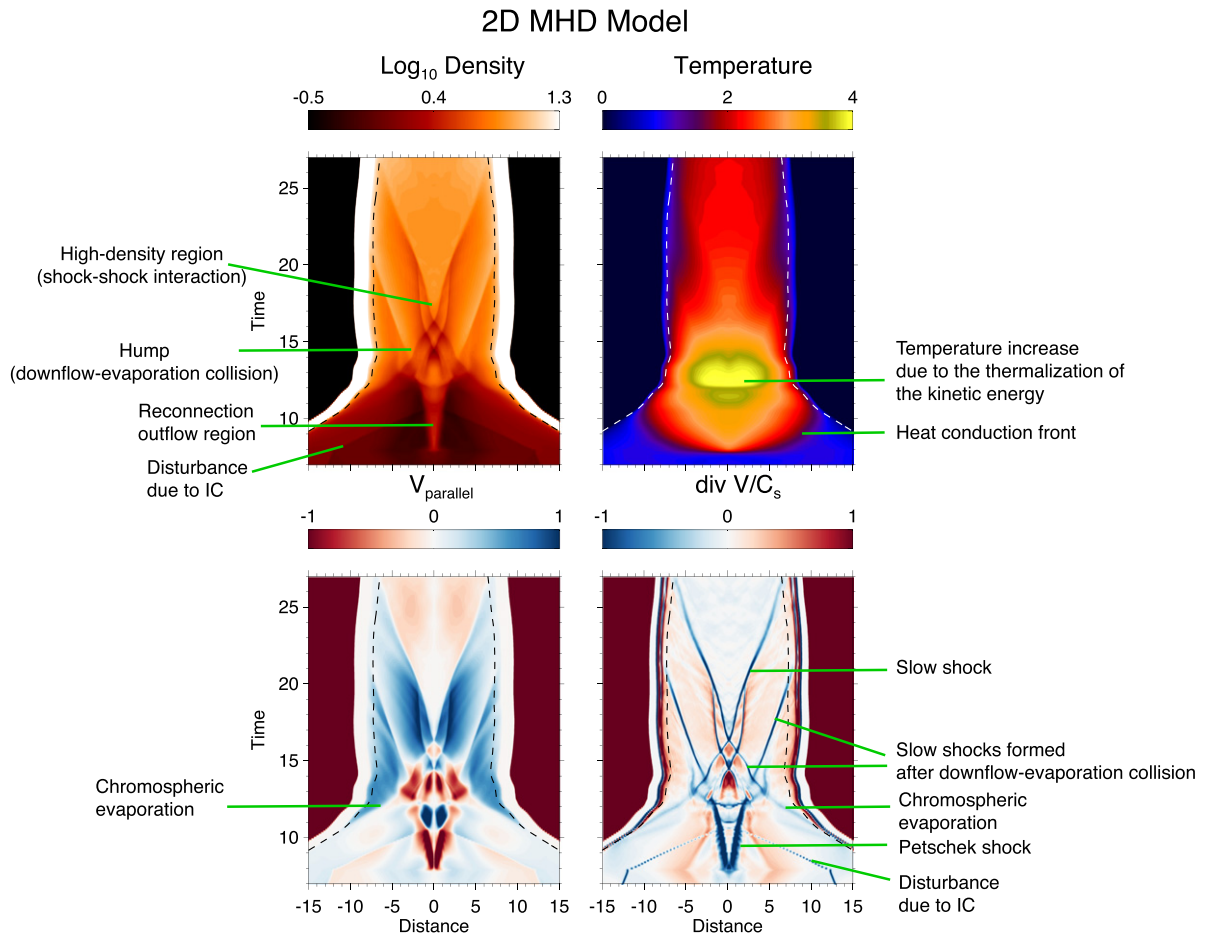 2D MHD Model
Log10 Density
Temperature
-0.5 0.4 1.3
0 2 4
25
20
15
10
Time
High-density region
(shock-shock interaction)
Hump
(downflow-evaporation collision)
Reconnection
outflow region
Disturbance
due to IC
Temperature increase
due to the thermalization of
the kinetic energy
Heat conduction front
Vparallel
div V/Cs
-1 0 1
-1 0 1
25
20
15
10
Time
Chromospheric
evaporation
Slow shock
Slow shocks formed
after downflow-evaporation collision
Chromospheric
evaporation
Petschek shock
Disturbance
due to IC
-15 -10 -5 0 5 10 15
Distance
-15 -10 -5 0 5 10 15
Distance